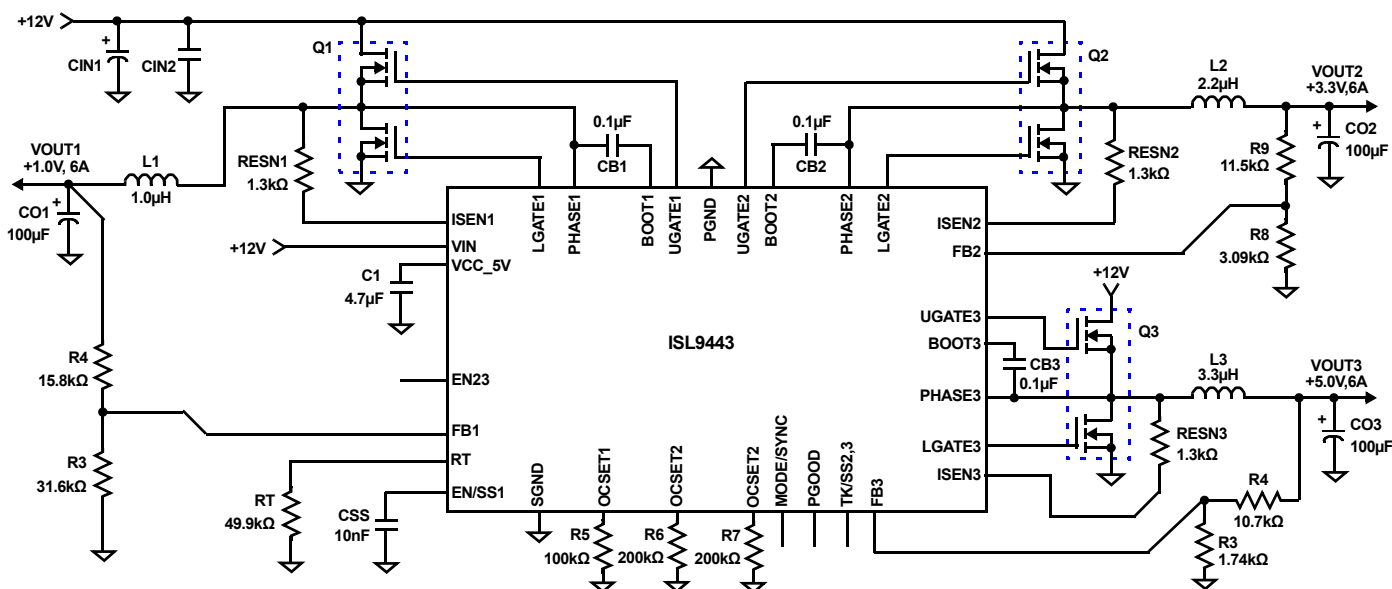 +12V
CIN1
CIN2
Q1
Q2
L2
2.2µH
VOUT2
+3.3V,6A
VOUT1
+1.0V, 6A
L1
1.0µH
RESN1
1.3kΩ
0.1µF
CB1
0.1µF
CB2
RESN2
1.3kΩ
R9
11.5kΩ
CO2
100µF
CO1
100µF
LGATE1
PHASE1
BOOT1
UGATE1
PGND
UGATE2
BOOT2
PHASE2
LGATE2
ISEN1
+12V
VIN
VCC_5V
C1
4.7µF
ISEN2
FB2
R8
3.09kΩ
+12V
UGATE3
BOOT3
CB3
0.1µF
Q3
ISL9443
PHASE3
L3
3.3µH
VOUT3
+5.0V,6A
R4
15.8kΩ
EN23
FB1
R3
31.6kΩ
RT
EN/SS1
RT
49.9kΩ
CSS
10nF
LGATE3
ISEN3
RESN3
1.3kΩ
CO3
100µF
SGND
OCSET1
OCSET2
OCSET2
MODE/SYNC
PGOOD
TK/SS2,3
FB3
R5
100kΩ
R6
200kΩ
R7
200kΩ
R4
10.7kΩ
R3
1.74kΩ